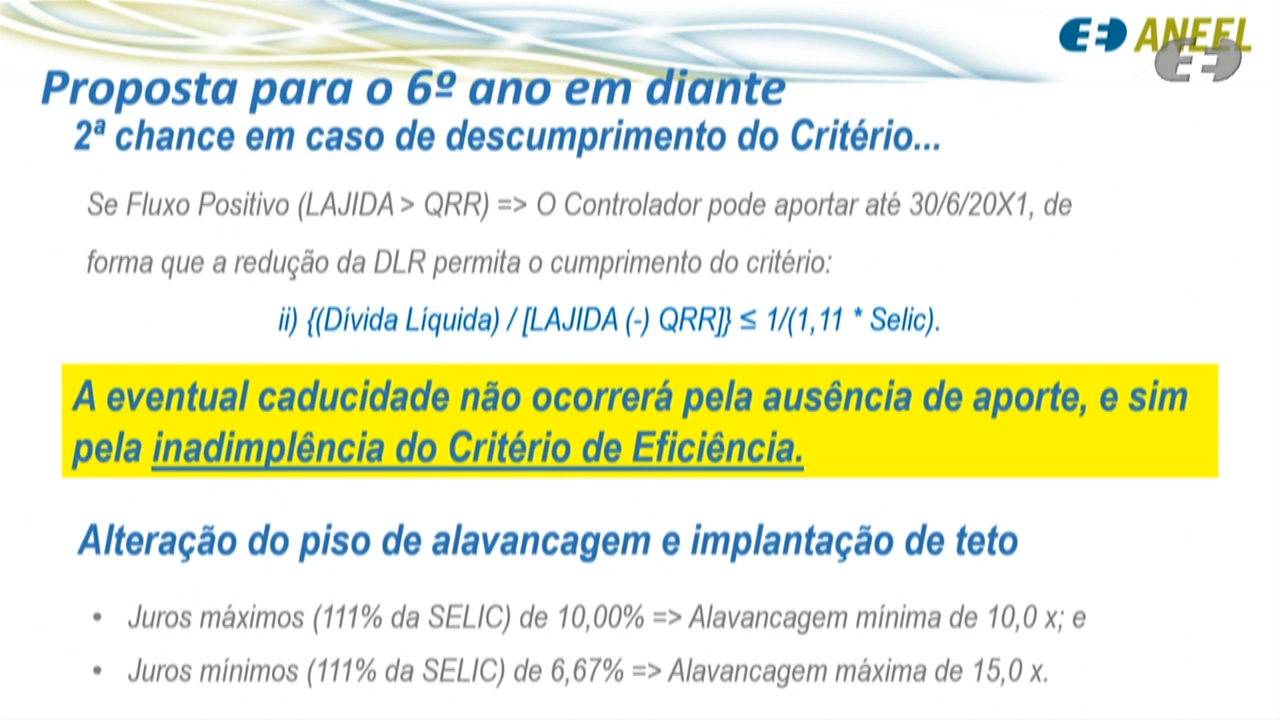 ANEEL
Proposta para o 6º ano em diante
2ª chance em caso de descumprimento do Critério...
Se Fluxo Positivo (LAJIDA > QRR) => O Controlador pode aportar até 30/6/20X1, de
forma que a redução da DLR permita o cumprimento do critério:
ii) {(Dívida Líquida) / [LAJIDA (-) QRR]} ≤ 1/(1,11 * Selic).
A eventual caducidade não ocorrerá pela ausência de aporte, e sim
pela inadimplência do Critério de Eficiência.
Alteração do piso de alavancagem e implantação de teto
• Juros máximos (111% da SELIC) de 10,00% => Alavancagem mínima de 10,0 x; e
• Juros mínimos (111% da SELIC) de 6,67% => Alavancagem máxima de 15,0 x.